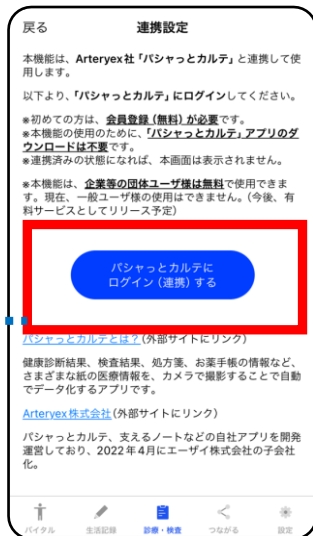 戻る
連携設定
本機能は、Arteryex社「パシャっとカルテ」と連携して使
用します。
以下より、「パシャっとカルテ」にログインしてください。
※初めての方は、会員登録（無料）が必要です。
※本機能の使用のために、「パシャっとカルテ」アプリのダ
ウンロードは不要です。
※連携済みの状態になれば、本画面は表示されません。
※本機能は、企業等の団体ユーザ様は無料で使用できま
す。現在、一般ユーザ様の使用はできません。（今後、有
料サービスとしてリリース予定）
パシャっとカルテに
ログイン（連携）する
パシャっとカルテとは？（外部サイトにリンク）
健康診断結果、検査結果、処方箋、お薬手帳の情報など、
さまざまな紙の医療情報を、カメラで撮影することで自動
でデータ化するアプリです。
Arteryex株式会社（外部サイトにリンク）
パシャっとカルテ、支えるノートなどの自社アプリを開発
運営しており、2022年4月にエーザイ株式会社の子会社
化。
バイタル
生活記録
診療・検査
つながる
設定